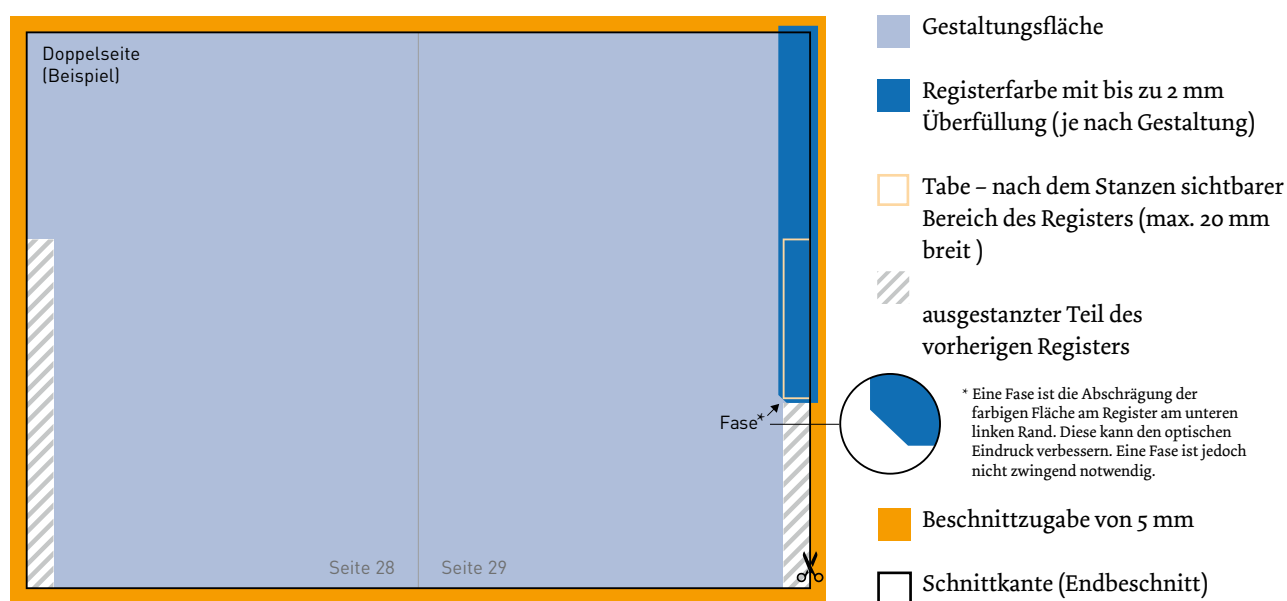 Doppelseite
(Beispiel)
Seite 28
Seite 29
Fase*
Gestaltungsfläche
Registerfarbe mit bis zu 2 mm
Überfüllung (je nach Gestaltung)
Tabe – nach dem Stanzen sichtbarer
Bereich des Registers (max. 20 mm
breit )
ausgestanzter Teil des
vorherigen Registers
* Eine Fase ist die Abschrägung der
farbigen Fläche am Register am unteren
linken Rand. Diese kann den optischen
Eindruck verbessern. Eine Fase ist jedoch
nicht zwingend notwendig.
Beschnittzugabe von 5 mm
Schnittkante (Endbeschnitt)